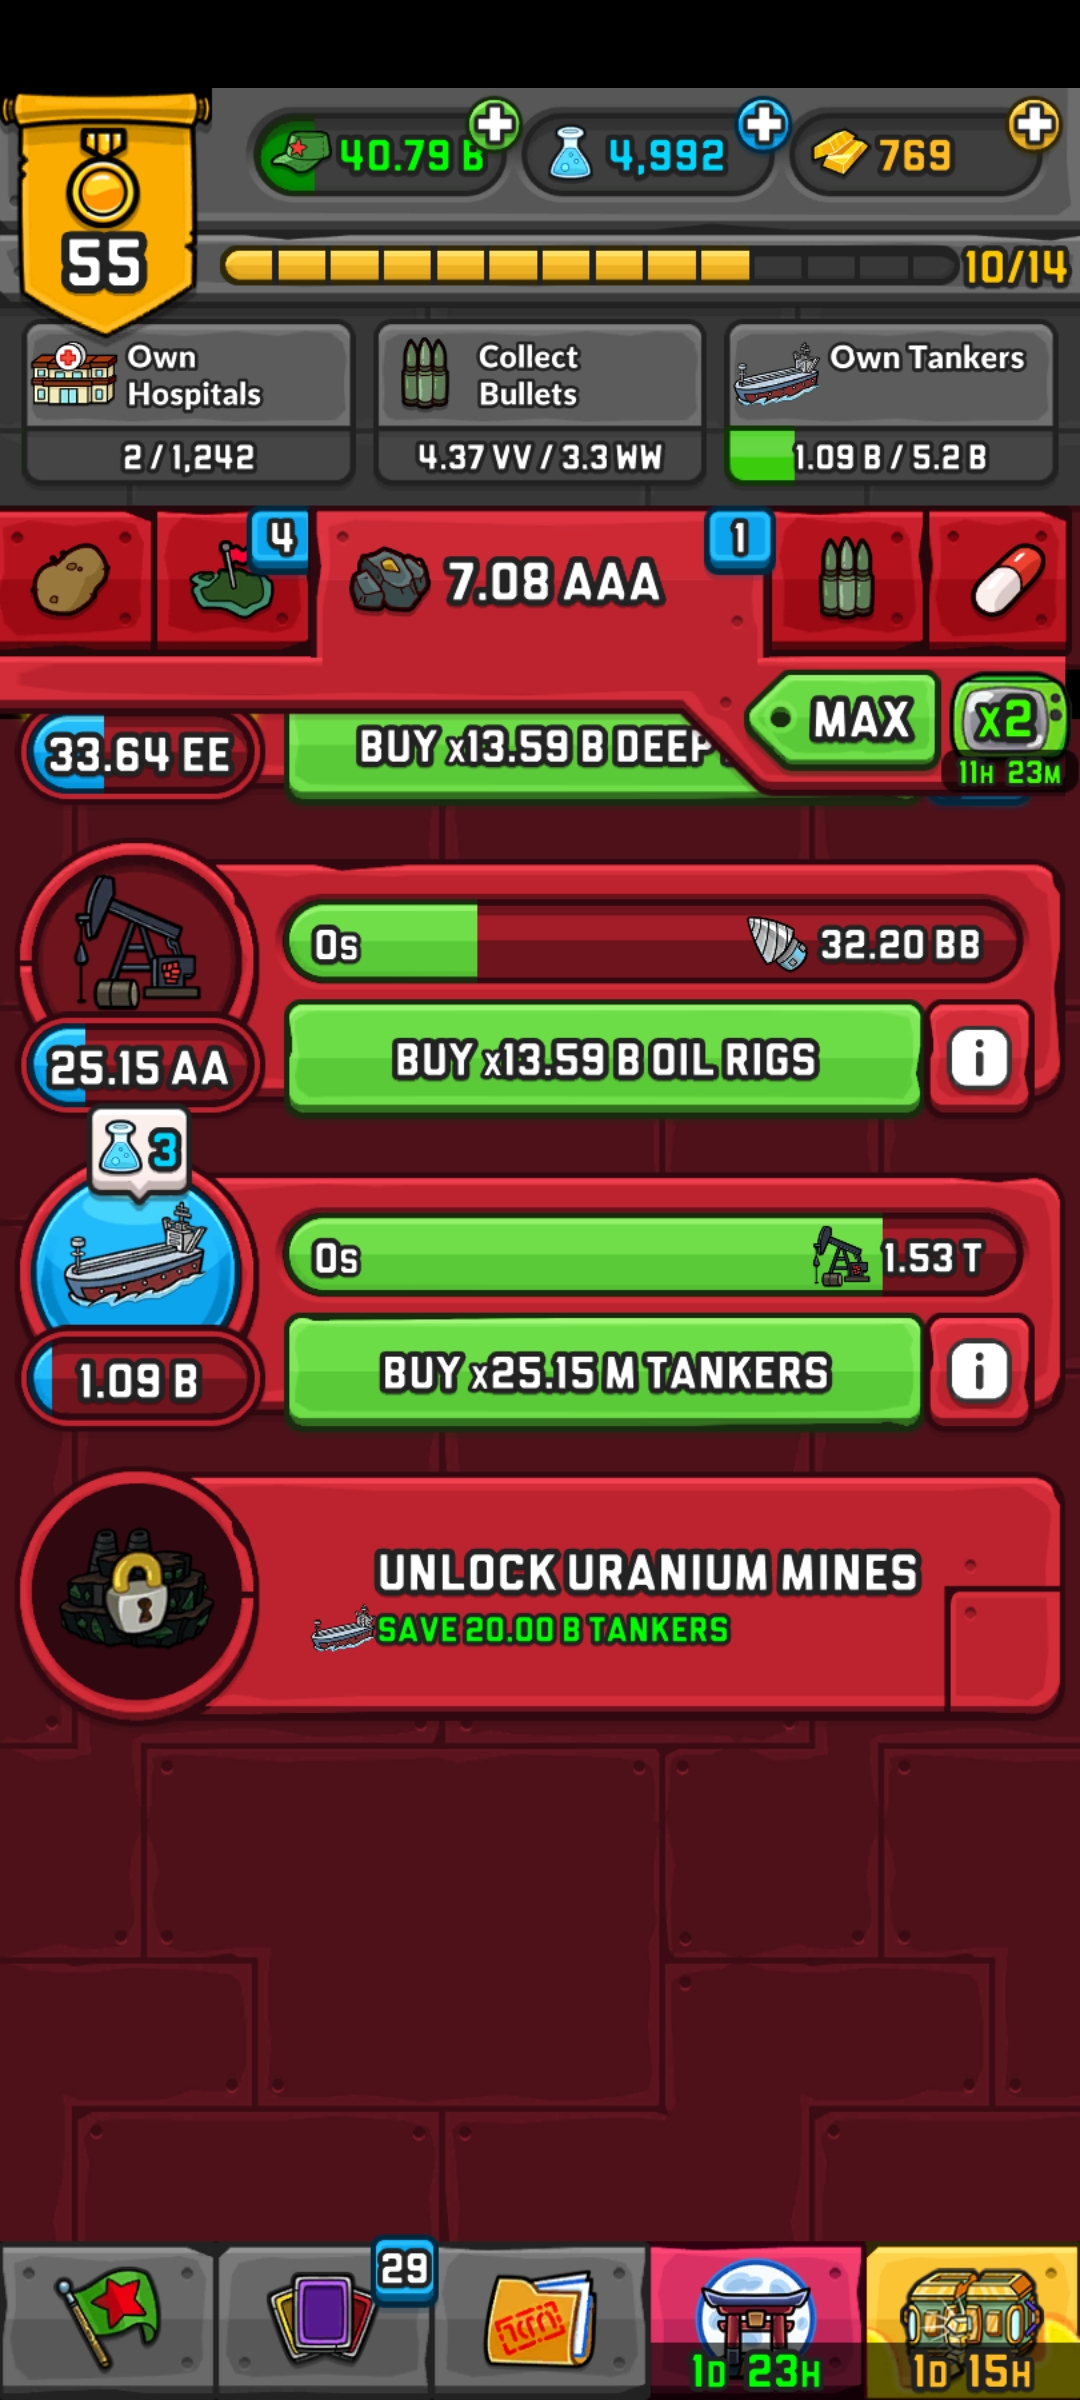 40.79 B
4,992
769
55
10/14
Own
Hospitals
2 / 1,242
Collect
Bullets
4.37 VV / 3.3 WW
Own Tankers
1.09 B / 5.2 B
4
7.08 AAA
1
MAX
x2
11H 23M
33.64 EE
BUY x13.59 B DEEP
0s
32.20 BB
25.15 AA
BUY x13.59 B OIL RIGS
i
3
0s
1.53 T
1.09 B
BUY x25.15 M TANKERS
i
UNLOCK URANIUM MINES
SAVE 20.00 B TANKERS
29
1D 23H
1D 15H